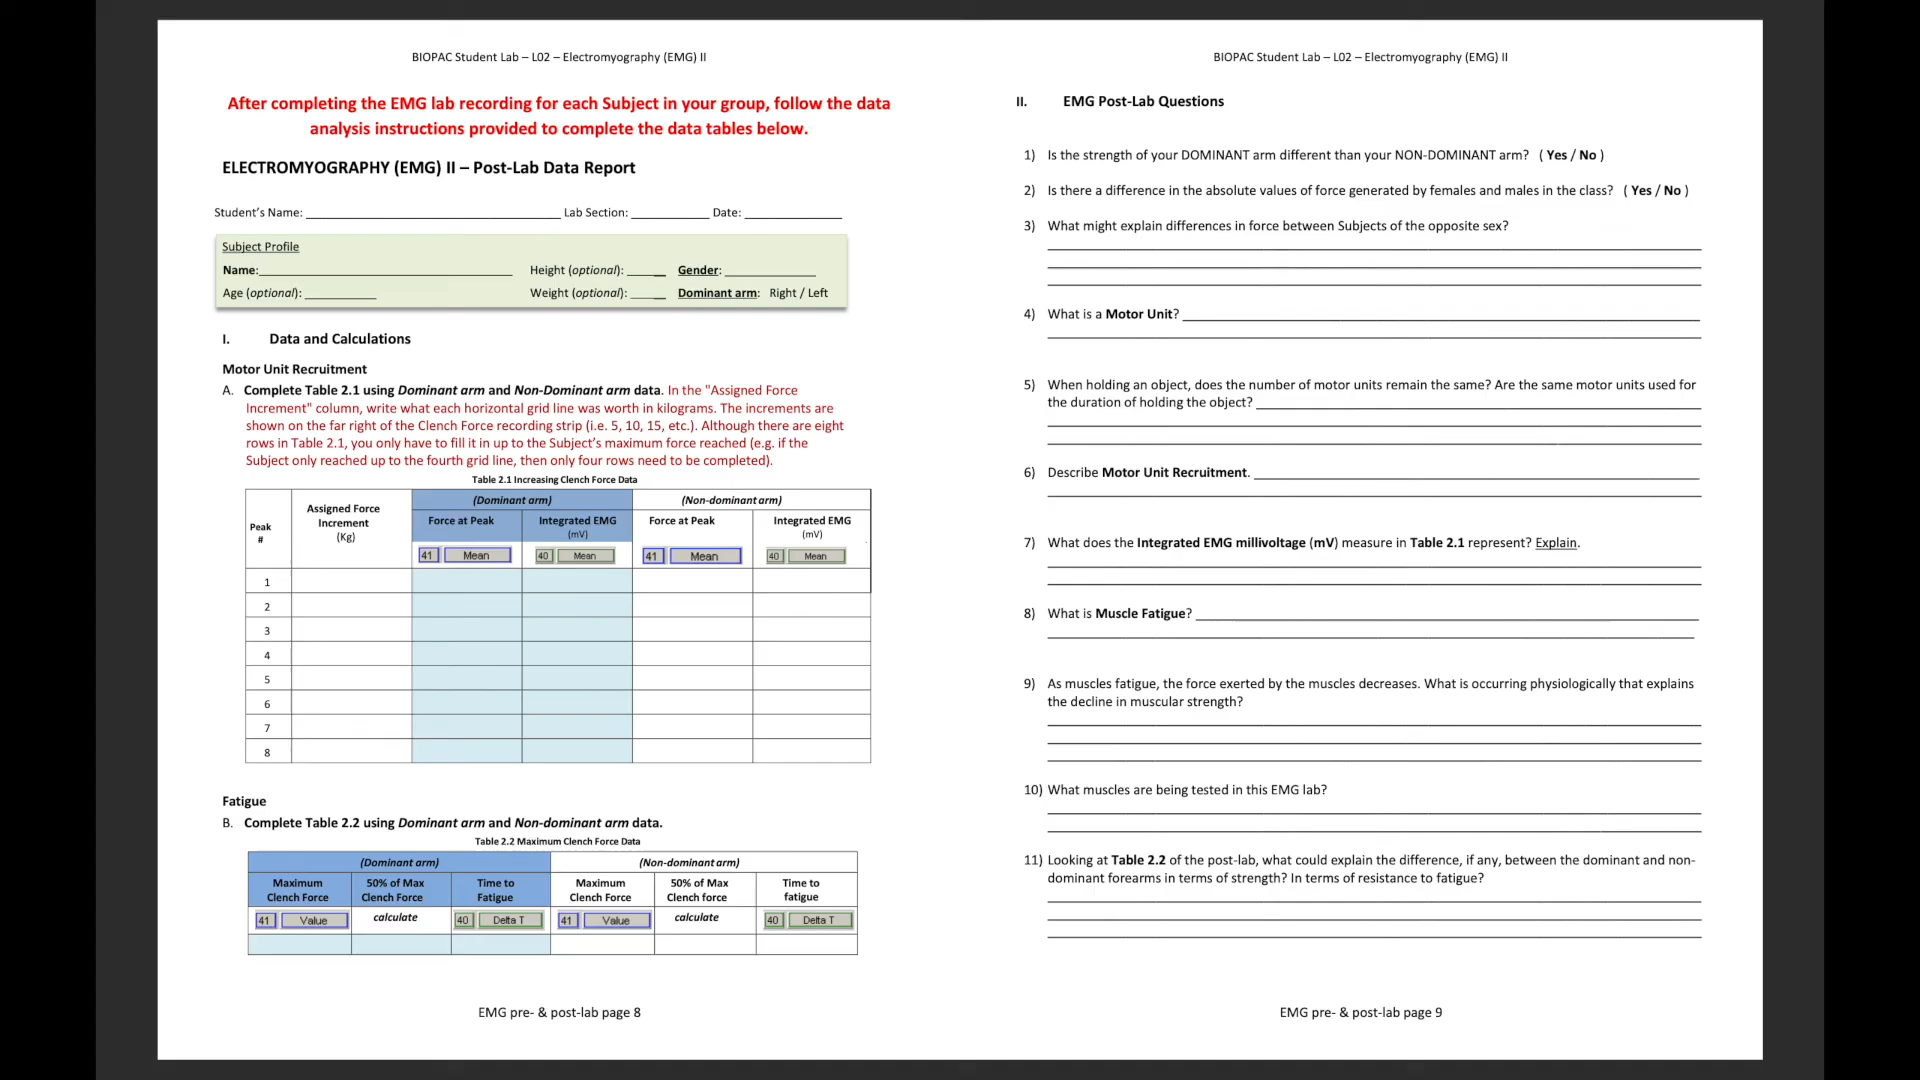 BIOPAC Student Lab – L02 – Electromyography (EMG) II
After completing the EMG lab recording for each Subject in your group, follow the data
analysis instructions provided to complete the data tables below.
ELECTROMYOGRAPHY (EMG) II – Post-Lab Data Report
Student's Name: Lab Section: Date:
Subject Profile
Name: Height (optional): Gender:
Age (optional): Weight (optional): Dominant arm: Right / Left
I. Data and Calculations
Motor Unit Recruitment
A. Complete Table 2.1 using Dominant arm and Non-Dominant arm data. In the "Assigned Force
Increment" column, write what each horizontal grid line was worth in kilograms. The increments are
shown on the far right of the Clench Force recording strip (i.e. 5, 10, 15, etc.). Although there are eight
rows in Table 2.1, you only have to fill it in up to the Subject's maximum force reached (e.g. if the
Subject only reached up to the fourth grid line, then only four rows need to be completed).
Table 2.1 Increasing Clench Force Data
(Dominant arm) (Non-dominant arm)
Peak
#
Assigned Force
Increment
(Kg)
Force at Peak
Integrated EMG
(mV)
Force at Peak
Integrated EMG
(mV)
41 Mean 40 Mean 41 Mean 40 Mean
1
2
3
4
5
6
7
8
Fatigue
B. Complete Table 2.2 using Dominant arm and Non-dominant arm data.
Table 2.2 Maximum Clench Force Data
(Dominant arm) (Non-dominant arm)
Maximum
Clench Force
50% of Max
Clench Force
Time to
Fatigue
Maximum
Clench Force
50% of Max
Clench force
Time to
fatigue
41 Value calculate 40 Delta T 41 Value calculate 40 Delta T
EMG pre- & post-lab page 8
BIOPAC Student Lab – L02 – Electromyography (EMG) II
II. EMG Post-Lab Questions
1) Is the strength of your DOMINANT arm different than your NON-DOMINANT arm? ( Yes / No )
2) Is there a difference in the absolute values of force generated by females and males in the class? ( Yes / No )
3) What might explain differences in force between Subjects of the opposite sex?
4) What is a Motor Unit?
5) When holding an object, does the number of motor units remain the same? Are the same motor units used for
the duration of holding the object?
6) Describe Motor Unit Recruitment.
7) What does the Integrated EMG millivoltage (mV) measure in Table 2.1 represent? Explain.
8) What is Muscle Fatigue?
9) As muscles fatigue, the force exerted by the muscles decreases. What is occurring physiologically that explains
the decline in muscular strength?
10) What muscles are being tested in this EMG lab?
11) Looking at Table 2.2 of the post-lab, what could explain the difference, if any, between the dominant and non-
dominant forearms in terms of strength? In terms of resistance to fatigue?
EMG pre- & post-lab page 9